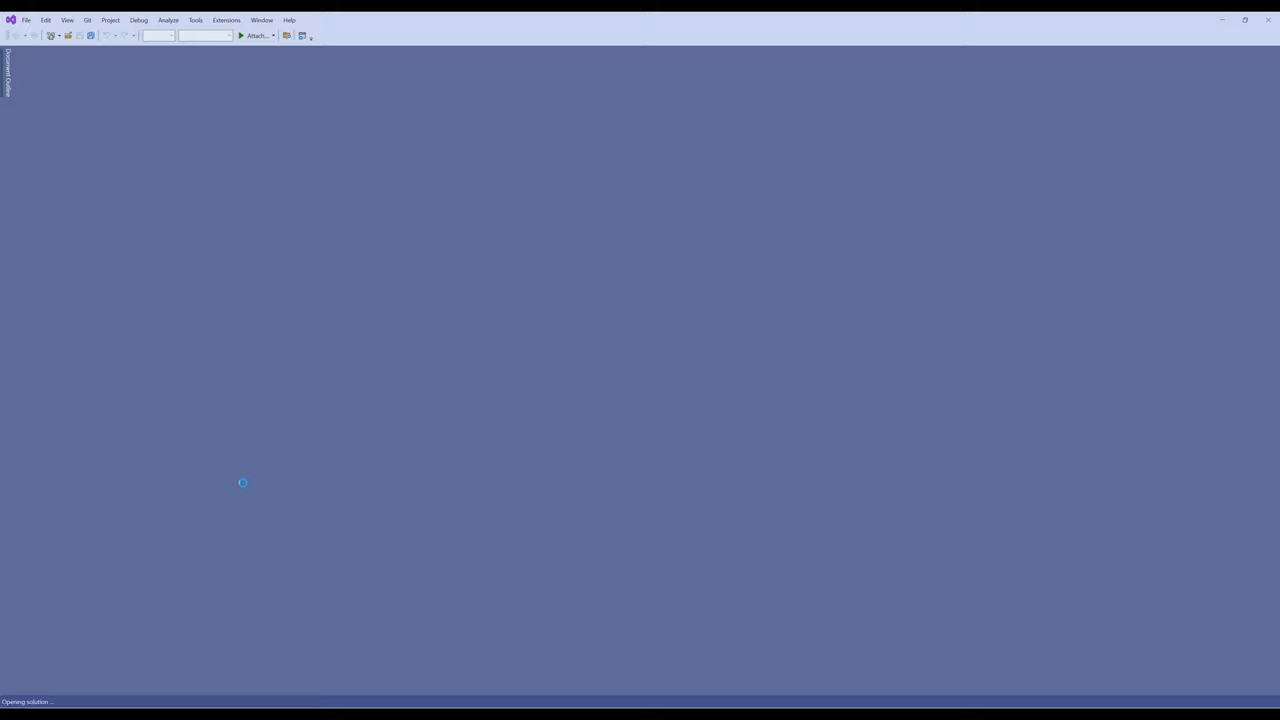 File Edit View Git Project Debug Analyze Tools Extensions Window Help
Attach...
Document Outline
Opening solution ...